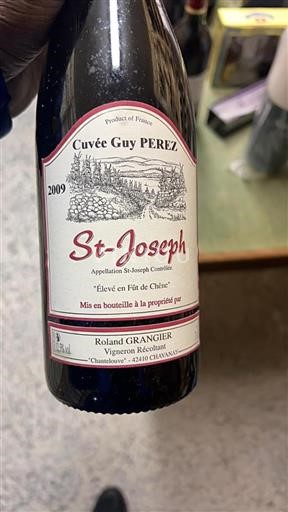 Product of France
Cuvée Guy PEREZ
2009
St-Joseph
Appellation St-Joseph Contrôlée
"Élevé en Fût de Chêne"
Mis en bouteille à la propriété par
Roland GRANGIER
Vigneron Récoltant
"Chantelouve" - 42410 CHAVANAY